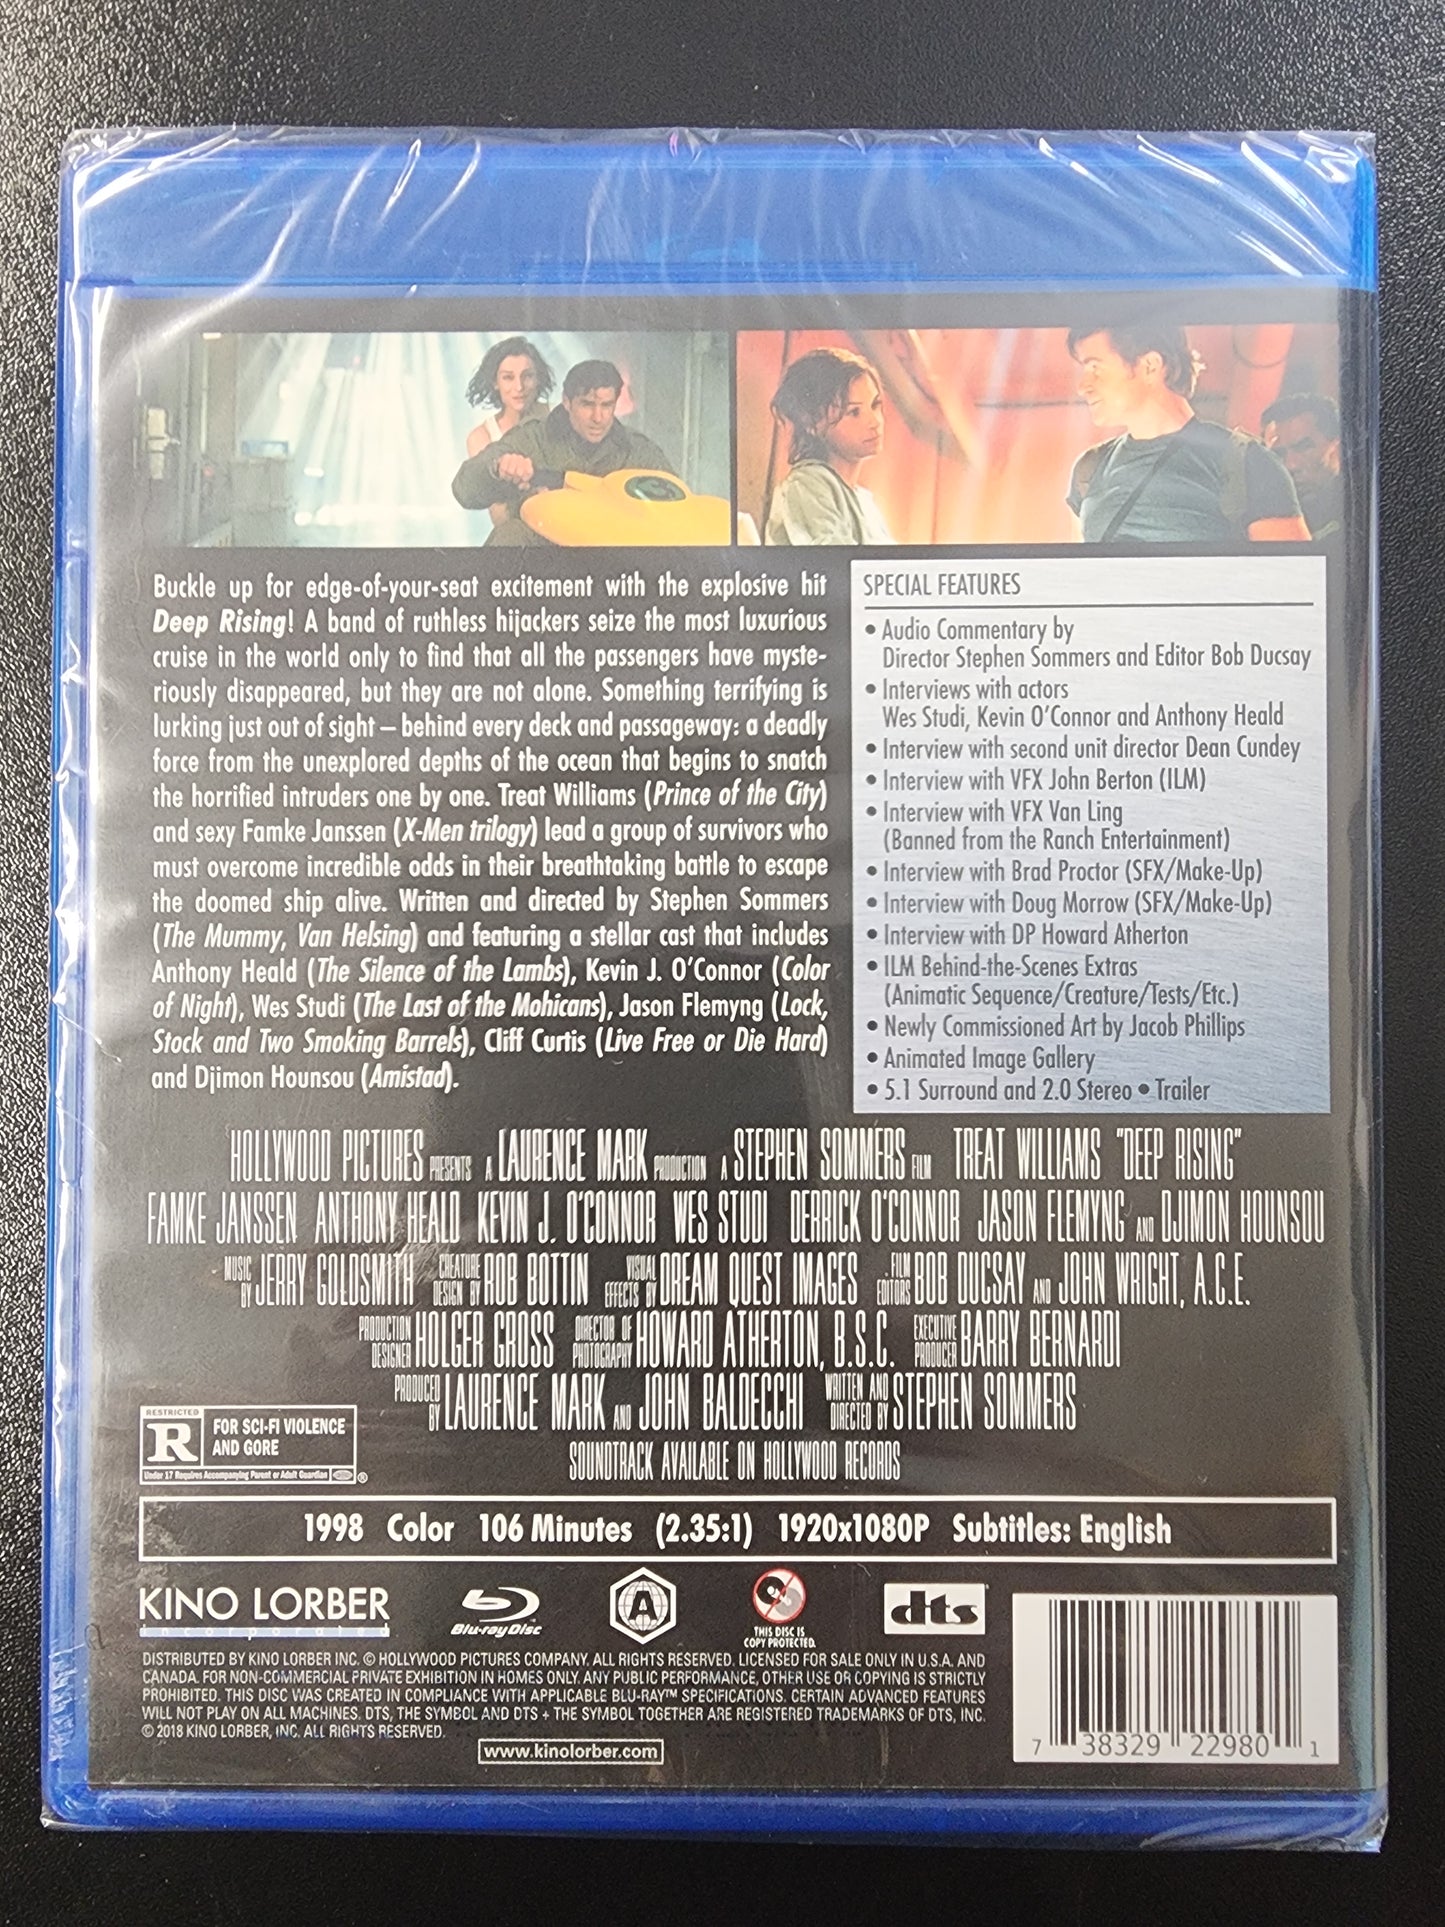 Buckle up for edge-of-your-seat excitement with the explosive hit
Deep Rising! A band of ruthless hijackers seize the most luxurious
cruise in the world only to find that all the passengers have myste-
riously disappeared, but they are not alone. Something terrifying is
lurking just out of sight – behind every deck and passageway: a deadly
force from the unexplored depths of the ocean that begins to snatch
the horrified intruders one by one. Treat Williams (Prince of the City)
and sexy Famke Janssen (X-Men trilogy) lead a group of survivors who
must overcome incredible odds in their breathtaking battle to escape
the doomed ship alive. Written and directed by Stephen Sommers
(The Mummy, Van Helsing) and featuring a stellar cast that includes
Anthony Heald (The Silence of the Lambs), Kevin J. O'Connor (Color
of Night), Wes Studi (The Last of the Mohicans), Jason Flemyng (Lock,
Stock and Two Smoking Barrels), Cliff Curtis (Live Free or Die Hard)
and Djimon Hounsou (Amistad).
SPECIAL FEATURES
• Audio Commentary by
Director Stephen Sommers and Editor Bob Ducsay
• Interviews with actors
Wes Studi, Kevin O'Connor and Anthony Heald
• Interview with second unit director Dean Cundey
• Interview with VFX John Berton (ILM)
• Interview with VFX Van Ling
(Banned from the Ranch Entertainment)
• Interview with Brad Proctor (SFX/Make-Up)
• Interview with Doug Morrow (SFX/Make-Up)
• Interview with DP Howard Atherton
• ILM Behind-the-Scenes Extras
(Animatic Sequence/Creature/Tests/Etc.)
• Newly Commissioned Art by Jacob Phillips
• Animated Image Gallery
• 5.1 Surround and 2.0 Stereo • Trailer
HOLLYWOOD PICTURES PRESENTS A LAURENCE MARK PRODUCTION A STEPHEN SOMMERS FILM TREAT WILLIAMS "DEEP RISING"
FAMKE JANSSEN ANTHONY HEALD KEVIN J. O'CONNOR WES STUDI DERRICK O'CONNOR JASON FLEMYNG AND DJIMON HOUNSOU
MUSIC BY JERRY GOLDSMITH CREATURE DESIGN BY ROB BOTTIN VISUAL EFFECTS BY DREAM QUEST IMAGES FILM EDITORS BOB DUCSAY AND JOHN WRIGHT, A.C.E.
PRODUCTION DESIGNER HOLGER GROSS DIRECTOR OF PHOTOGRAPHY HOWARD ATHERTON, B.S.C. EXECUTIVE PRODUCER BARRY BERNARDI
PRODUCED BY LAURENCE MARK AND JOHN BALDECCHI WRITTEN AND DIRECTED BY STEPHEN SOMMERS
SOUNDTRACK AVAILABLE ON HOLLYWOOD RECORDS
RESTRICTED
R
FOR SCI-FI VIOLENCE
AND GORE
Under 17 Requires Accompanying Parent or Adult Guardian ®
1998 Color 106 Minutes (2.35:1) 1920x1080P Subtitles: English
KINO LORBER
incorporated
Blu-ray Disc
A
THIS DISC IS
COPY PROTECTED.
dts
DISTRIBUTED BY KINO LORBER INC. © HOLLYWOOD PICTURES COMPANY. ALL RIGHTS RESERVED. LICENSED FOR SALE ONLY IN U.S.A. AND
CANADA. FOR NON-COMMERCIAL PRIVATE EXHIBITION IN HOMES ONLY. ANY PUBLIC PERFORMANCE, OTHER USE OR COPYING IS STRICTLY
PROHIBITED. THIS DISC WAS CREATED IN COMPLIANCE WITH APPLICABLE BLU-RAY™ SPECIFICATIONS. CERTAIN ADVANCED FEATURES
WILL NOT PLAY ON ALL MACHINES. DTS, THE SYMBOL AND DTS + THE SYMBOL TOGETHER ARE REGISTERED TRADEMARKS OF DTS, INC.
© 2018 KINO LORBER, INC. ALL RIGHTS RESERVED.
www.kinolorber.com
7 38329 22980 1